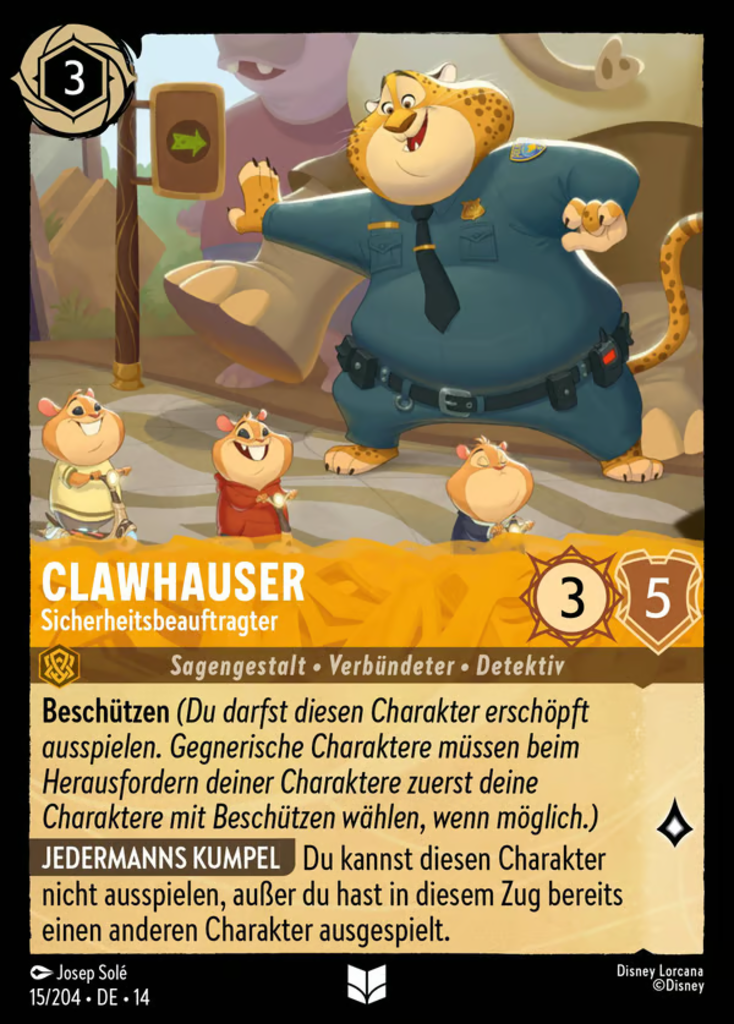 3
CLAWHAUSER
Sicherheitsbeauftragter
3
5
Sagengestalt • Verbündeter • Detektiv
Beschützen (Du darfst diesen Charakter erschöpft
ausspielen. Gegnerische Charaktere müssen beim
Herausfordern deiner Charaktere zuerst deine
Charaktere mit Beschützen wählen, wenn möglich.)
JEDERMANNS KUMPEL Du kannst diesen Charakter
nicht ausspielen, außer du hast in diesem Zug bereits
einen anderen Charakter ausgespielt.
Josep Solé
15/204 • DE • 14
Disney Lorcana
©Disney